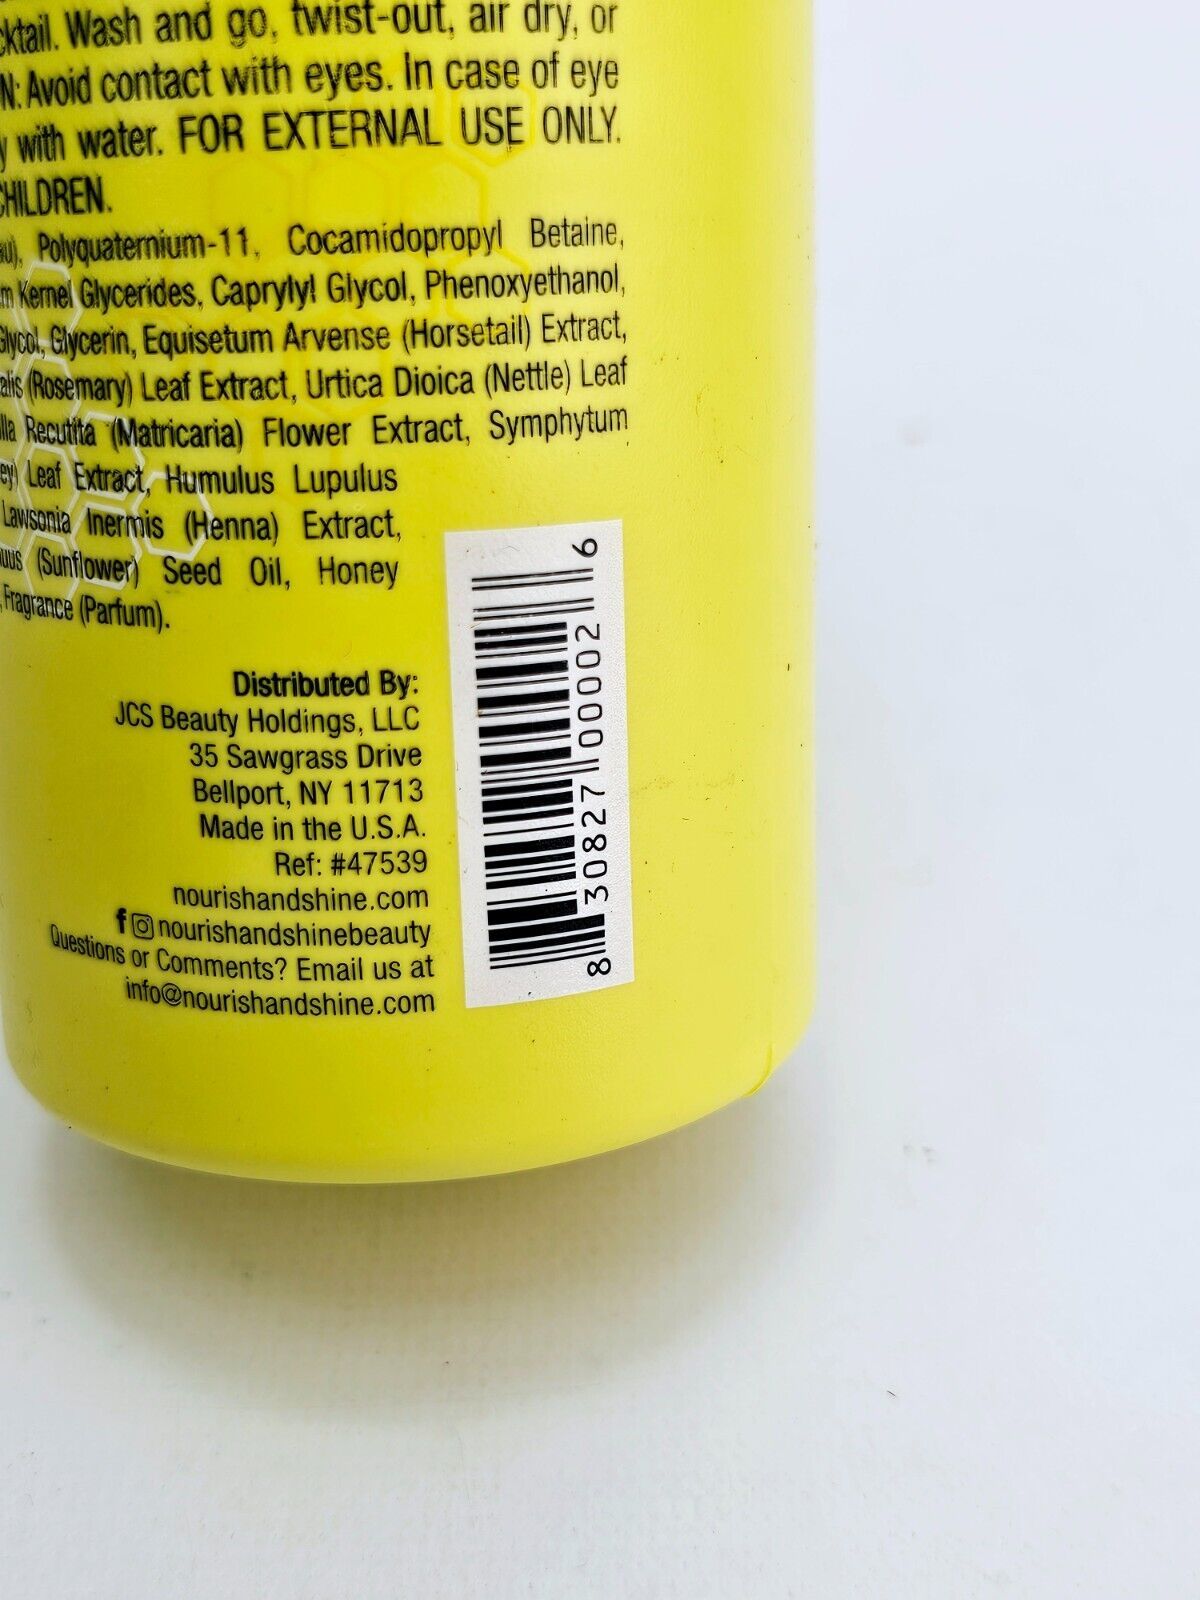 Wash and go, twist-out, air dry, or
Avoid contact with eyes. In case of eye
with water. FOR EXTERNAL USE ONLY.
CHILDREN.
Polyquaternium-11, Cocamidopropyl Betaine,
Kernel Glycerides, Caprylyl Glycol, Phenoxyethanol,
Glycol, Glycerin, Equisetum Arvense (Horsetail) Extract,
(Rosemary) Leaf Extract, Urtica Dioica (Nettle) Leaf
Recutita (Matricaria) Flower Extract, Symphytum
Leaf Extract, Humulus Lupulus
Lawsonia Inermis (Henna) Extract,
(Sunflower) Seed Oil, Honey
Fragrance (Parfum).
Distributed By:
JCS Beauty Holdings, LLC
35 Sawgrass Drive
Bellport, NY 11713
Made in the U.S.A.
Ref: #47539
nourishandshine.com
nourishandshinebeauty
Questions or Comments? Email us at
info@nourishandshine.com
8 30827 00002 6